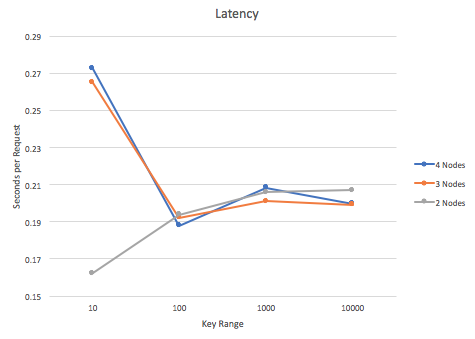 Latency
0.29
0.27
0.25
0.23
0.21
0.19
0.17
0.15
Seconds per Request
10 100 1000 10000
Key Range
4 Nodes
3 Nodes
2 Nodes